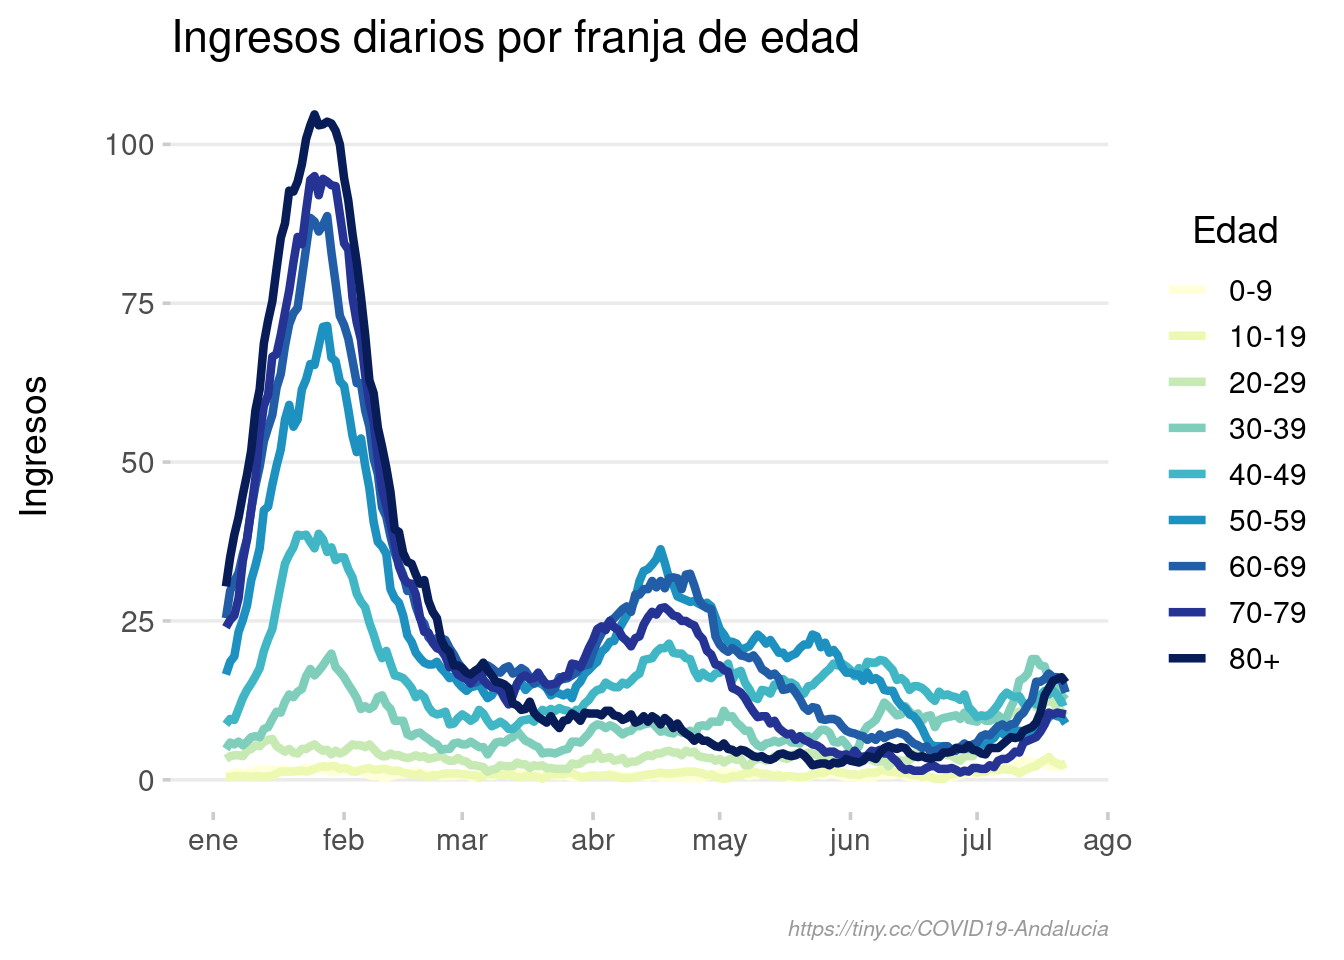 Ingresos diarios por franja de edad
100
75
50
25
0
Ingresos
ene feb mar abr may jun jul ago
Edad
0-9
10-19
20-29
30-39
40-49
50-59
60-69
70-79
80+
https://tiny.cc/COVID19-Andalucia